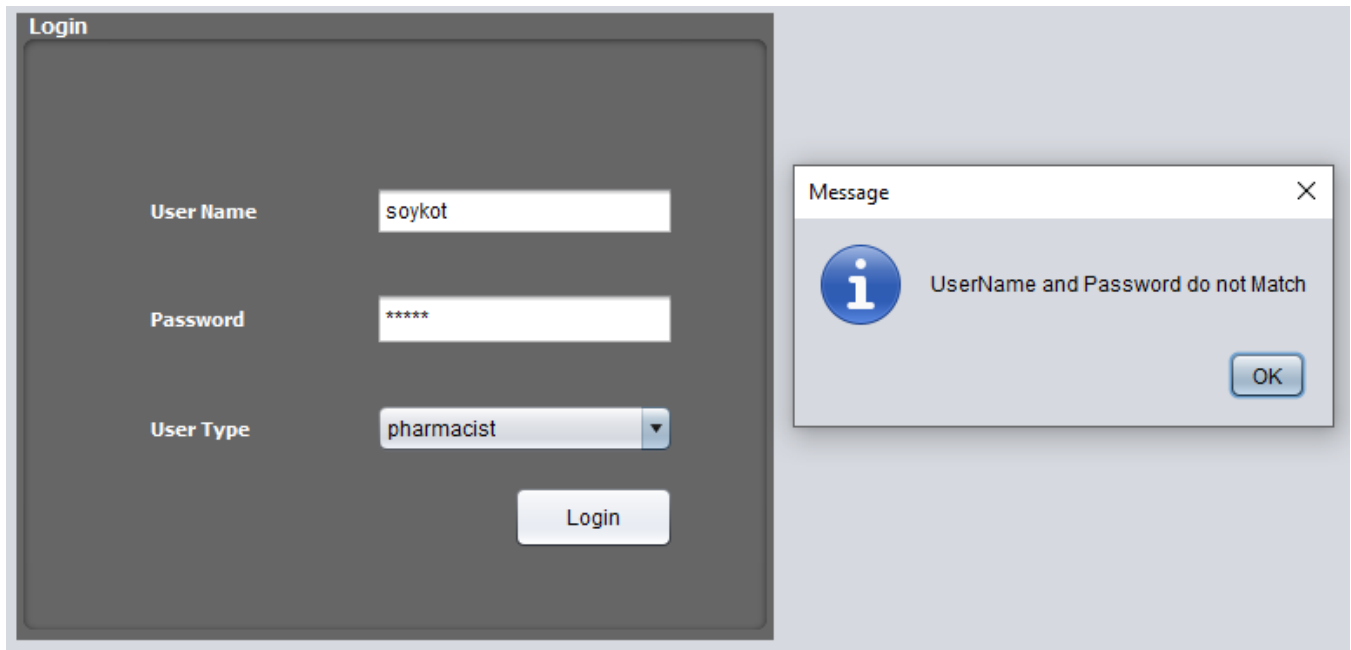 Login
User Name
soykot
Password
*****
User Type
pharmacist
Login
Message
UserName and Password do not Match
OK